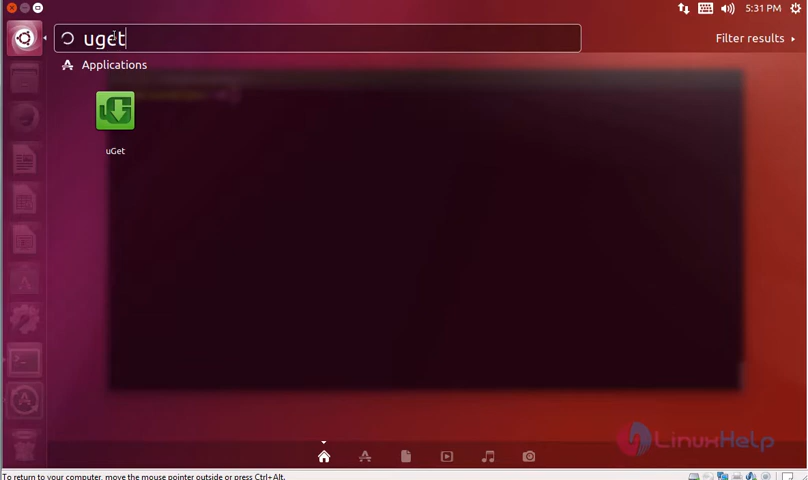 5:31 PM
uget
Filter results
Applications
uGet
LinuxHelp
To return to your computer, move the mouse pointer outside or press Ctrl+Alt.